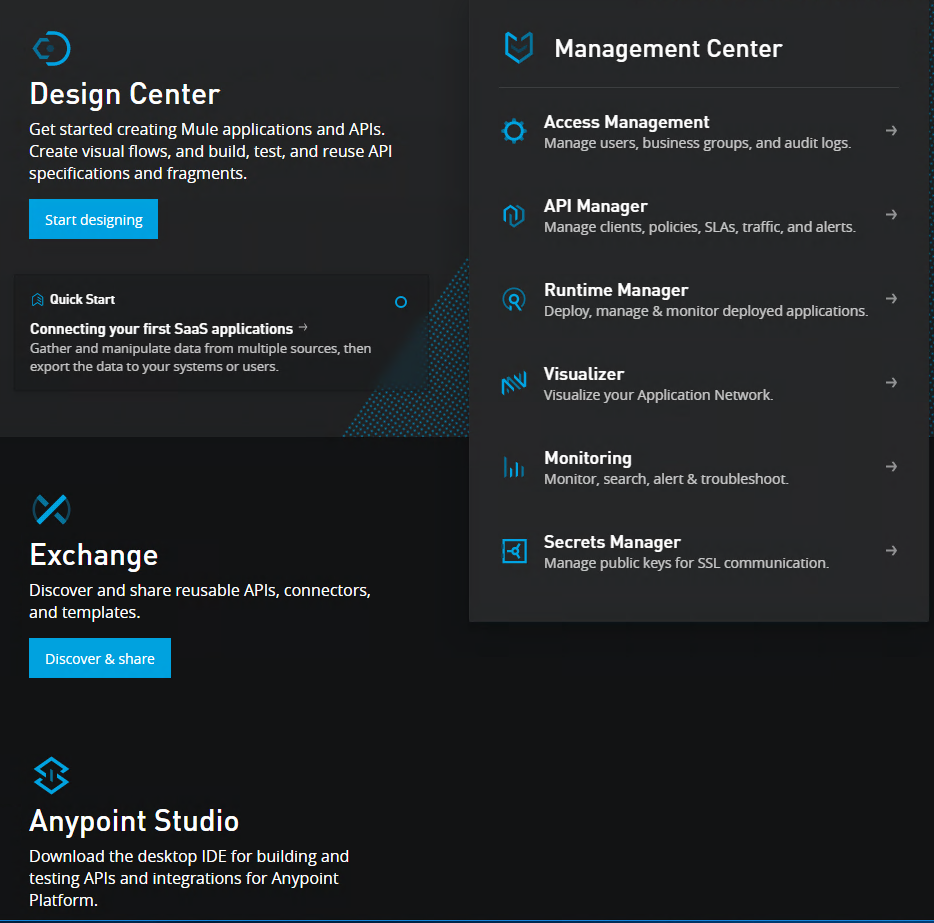 Design Center
Get started creating Mule applications and APIs.
Create visual flows, and build, test, and reuse API
specifications and fragments.
Start designing
Quick Start
Connecting your first SaaS applications →
Gather and manipulate data from multiple sources, then
export the data to your systems or users.
Exchange
Discover and share reusable APIs, connectors,
and templates.
Discover & share
Anypoint Studio
Download the desktop IDE for building and
testing APIs and integrations for Anypoint
Platform.
Management Center
Access Management
Manage users, business groups, and audit logs.
API Manager
Manage clients, policies, SLAs, traffic, and alerts.
Runtime Manager
Deploy, manage & monitor deployed applications.
Visualizer
Visualize your Application Network.
Monitoring
Monitor, search, alert & troubleshoot.
Secrets Manager
Manage public keys for SSL communication.